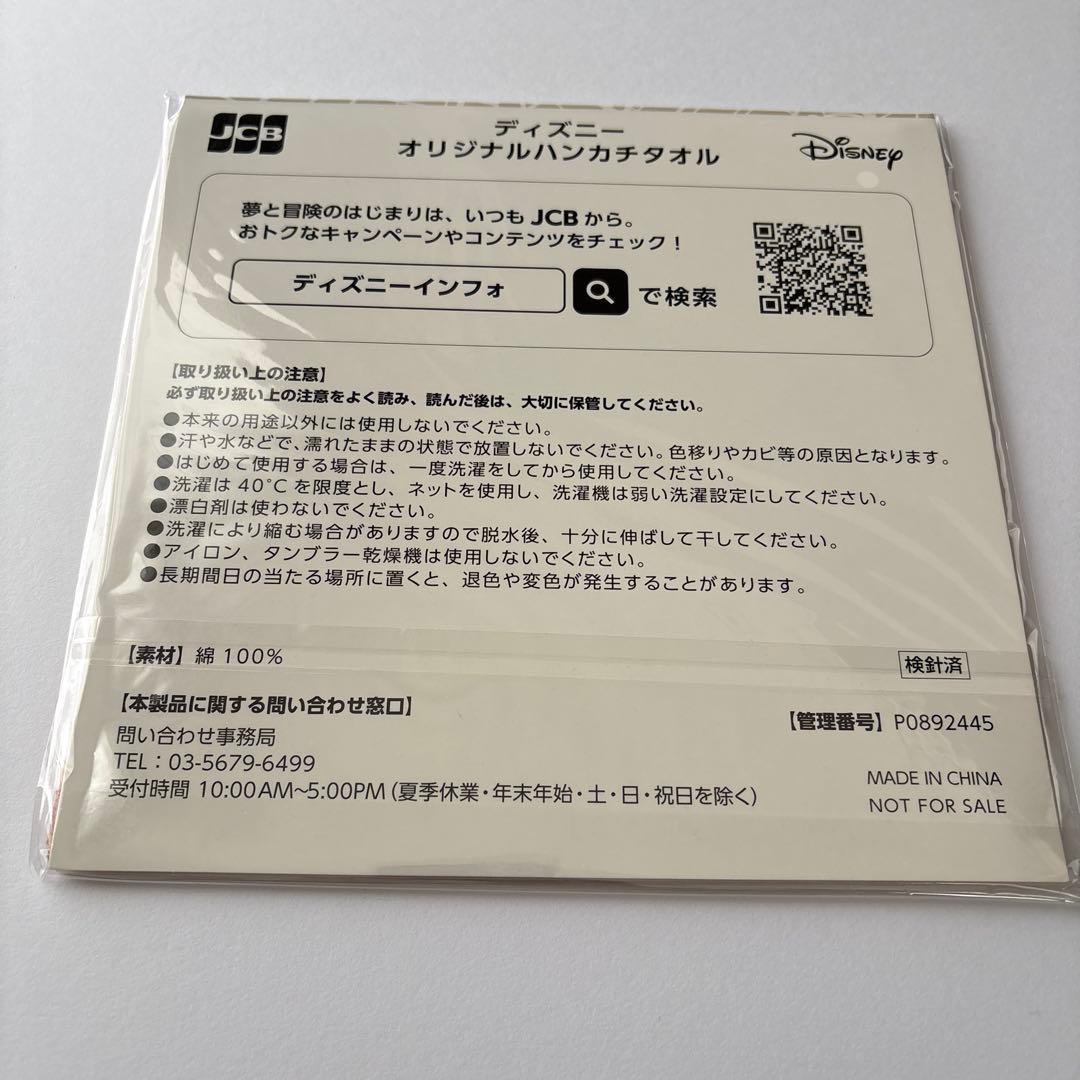 JCB
ディズニー
オリジナルハンカチタオル
Disney
夢と冒険のはじまりは、いつも JCB から。
おトクなキャンペーンやコンテンツをチェック！
ディズニーインフォ
で検索
【取り扱い上の注意】
必ず取り扱い上の注意をよく読み、読んだ後は、大切に保管してください。
●本来の用途以外には使用しないでください。
●汗や水などで、濡れたままの状態で放置しないでください。色移りやカビ等の原因となります。
●はじめて使用する場合は、一度洗濯をしてから使用してください。
●洗濯は 40℃を限度とし、ネットを使用し、洗濯機は弱い洗濯設定にしてください。
●漂白剤は使わないでください。
●洗濯により縮む場合がありますので脱水後、十分に伸ばして干してください。
●アイロン、タンブラー乾燥機は使用しないでください。
●長期間日の当たる場所に置くと、退色や変色が発生することがあります。
【素材】綿 100%
検針済
【本製品に関する問い合わせ窓口】
問い合わせ事務局
TEL：03-5679-6499
受付時間 10:00AM~5:00PM（夏季休業・年末年始・土・日・祝日を除く）
【管理番号】P0892445
MADE IN CHINA
NOT FOR SALE